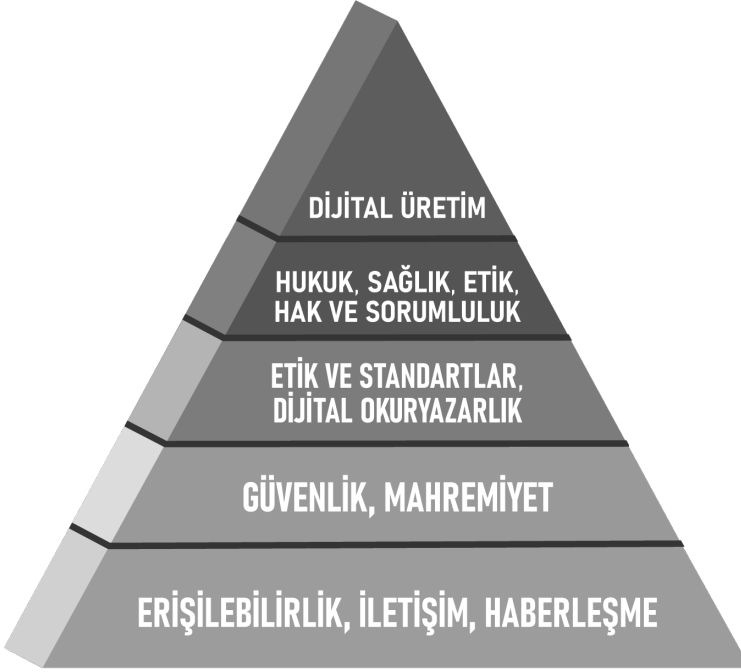 DİJİTAL ÜRETİM
HUKUK, SAĞLIK, ETİK,
HAK VE SORUMLULUK
ETİK VE STANDARTLAR,
DİJİTAL OKURYAZARLIK
GÜVENLİK, MAHREMİYET
ERİŞİLEBİLİRLİK, İLETİŞİM, HABERLEŞME